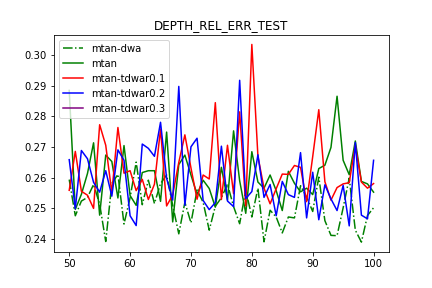 DEPTH_REL_ERR_TEST
0.30
0.29
0.28
0.27
0.26
0.25
0.24
mtan-dwa
mtan
mtan-tdwar0.1
mtan-tdwar0.2
mtan-tdwar0.3
50 60 70 80 90 100